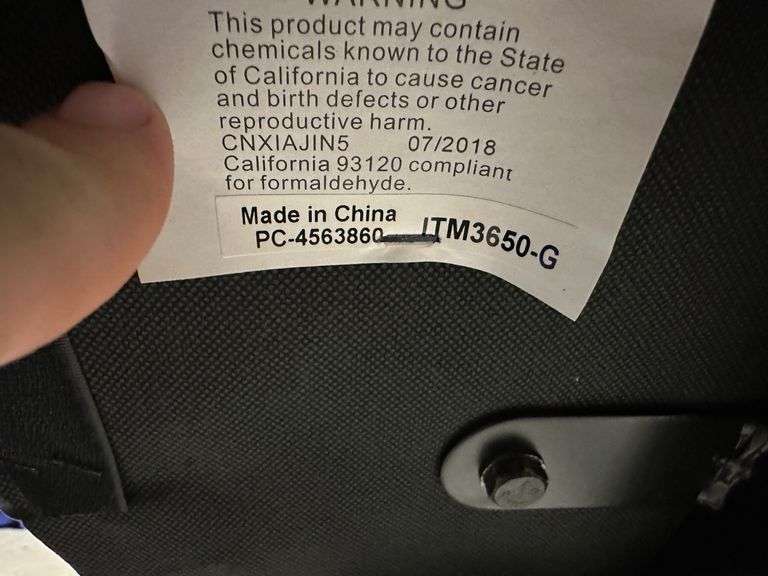 WARNING
This product may contain
chemicals known to the State
of California to cause cancer
and birth defects or other
reproductive harm.
CNXIAJIN5 07/2018
California 93120 compliant
for formaldehyde.
Made in China
PC-4563860 ITM3650-G